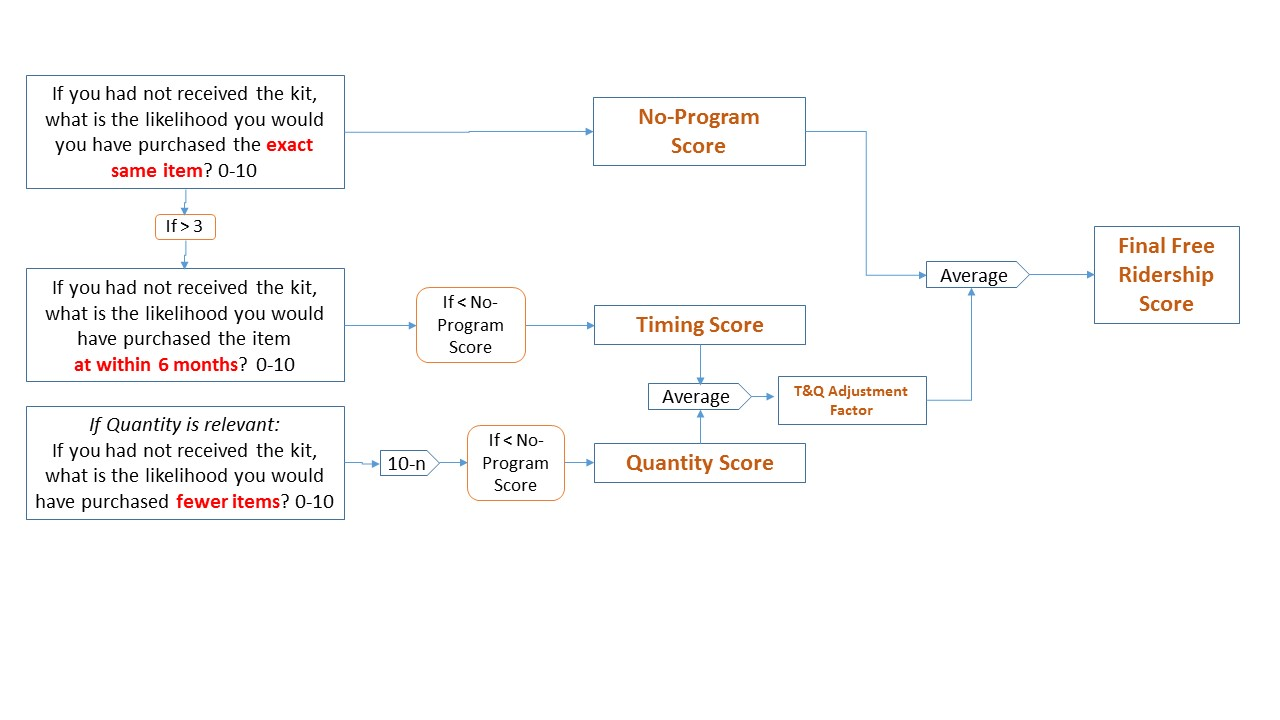 If you had not received the kit,
what is the likelihood you would
you have purchased the exact
same item? 0-10
No-Program
Score
If > 3
If you had not received the kit,
what is the likelihood you would
have purchased the item
at within 6 months? 0-10
If < No-
Program
Score
Timing Score
Average
T&Q Adjustment
Factor
If Quantity is relevant:
If you had not received the kit,
what is the likelihood you would
have purchased fewer items? 0-10
10-n
If < No-
Program
Score
Quantity Score
Average
Final Free
Ridership
Score